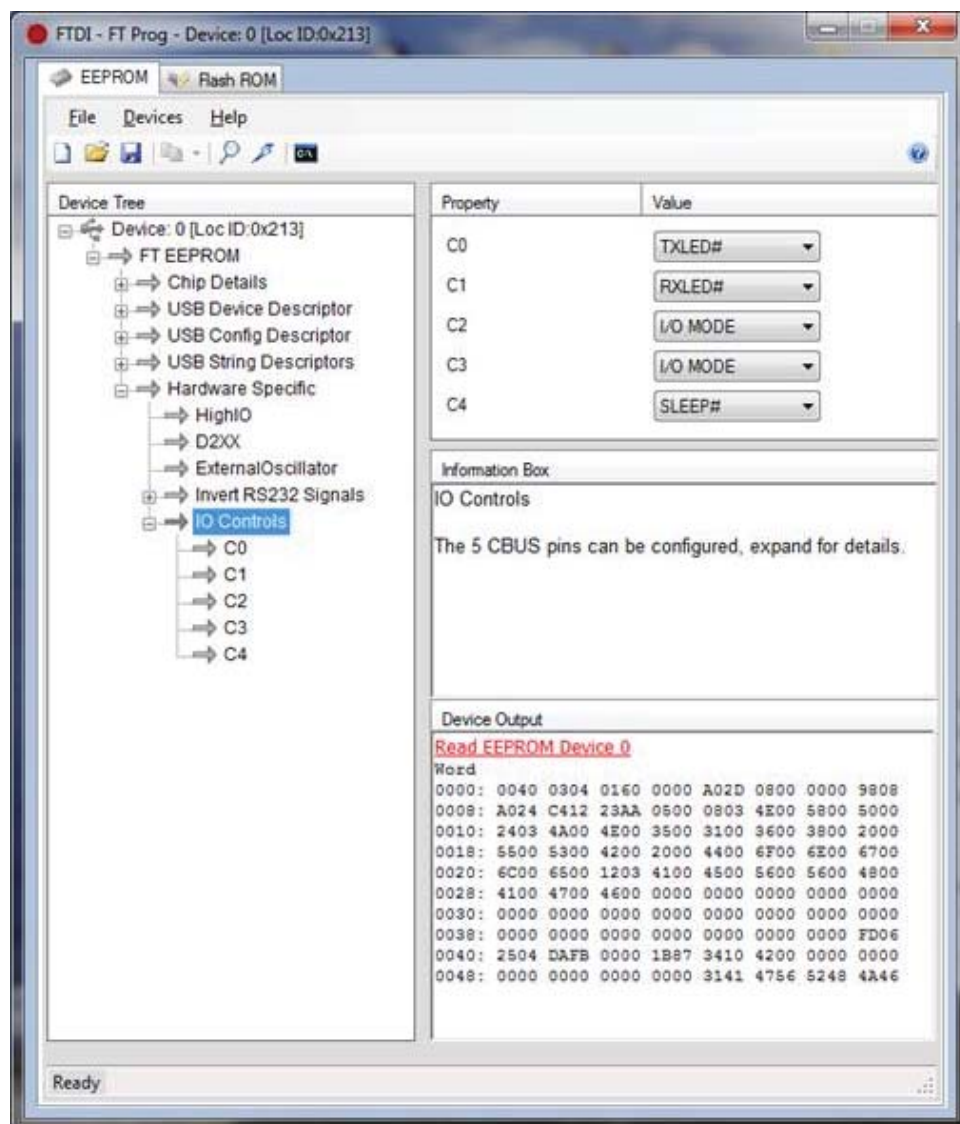 FTDI - FT Prog - Device: 0 [Loc ID:0x213]
EEPROM Flash ROM
File Devices Help
Device Tree
Device: 0 [Loc ID:0x213]
FT EEPROM
Chip Details
USB Device Descriptor
USB Config Descriptor
USB String Descriptors
Hardware Specific
HighIO
D2XX
ExternalOscillator
Invert RS232 Signals
IO Controls
C0
C1
C2
C3
C4
Property Value
C0 TXLED#
C1 RXLED#
C2 I/O MODE
C3 I/O MODE
C4 SLEEP#
Information Box
IO Controls
The 5 CBUS pins can be configured, expand for details.
Device Output
Read EEPROM Device 0
Word
0000: 0040 0304 0160 0000 A02D 0800 0000 9808
0008: A024 C412 23AA 0500 0803 4E00 5800 5000
0010: 2403 4A00 4E00 3500 3100 3600 3800 2000
0018: 5500 5300 4200 2000 4400 6F00 6E00 6700
0020: 6C00 6500 1203 4100 4500 5600 5600 4800
0028: 4100 4700 4600 0000 0000 0000 0000 0000
0030: 0000 0000 0000 0000 0000 0000 0000 0000
0038: 0000 0000 0000 0000 0000 0000 0000 FD06
0040: 2504 DAFB 0000 1B87 3410 4200 0000 0000
0048: 0000 0000 0000 0000 3141 4756 5248 4A46
Ready